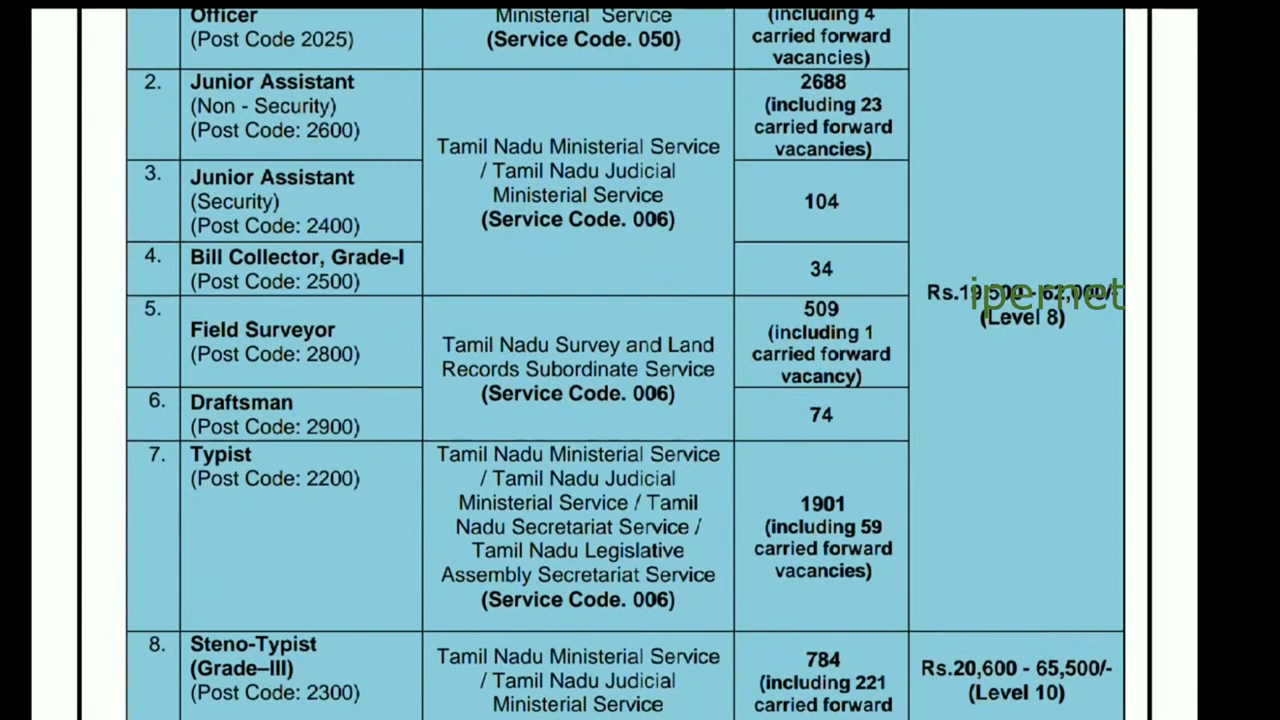 Officer
(Post Code 2025)
Ministerial Service
(Service Code. 050)
(including 4
carried forward
vacancies)
2.
Junior Assistant
(Non - Security)
(Post Code: 2600)
Tamil Nadu Ministerial Service
/ Tamil Nadu Judicial
Ministerial Service
(Service Code. 006)
2688
(including 23
carried forward
vacancies)
3.
Junior Assistant
(Security)
(Post Code: 2400)
104
4.
Bill Collector, Grade-I
(Post Code: 2500)
34
Rs.19,500 - 62,000/-
(Level 8)
ipernet
5.
Field Surveyor
(Post Code: 2800)
Tamil Nadu Survey and Land
Records Subordinate Service
(Service Code. 006)
509
(including 1
carried forward
vacancy)
6.
Draftsman
(Post Code: 2900)
74
7.
Typist
(Post Code: 2200)
Tamil Nadu Ministerial Service
/ Tamil Nadu Judicial
Ministerial Service / Tamil
Nadu Secretariat Service /
Tamil Nadu Legislative
Assembly Secretariat Service
(Service Code. 006)
1901
(including 59
carried forward
vacancies)
8.
Steno-Typist
(Grade–III)
(Post Code: 2300)
Tamil Nadu Ministerial Service
/ Tamil Nadu Judicial
Ministerial Service
784
(including 221
carried forward
Rs.20,600 - 65,500/-
(Level 10)